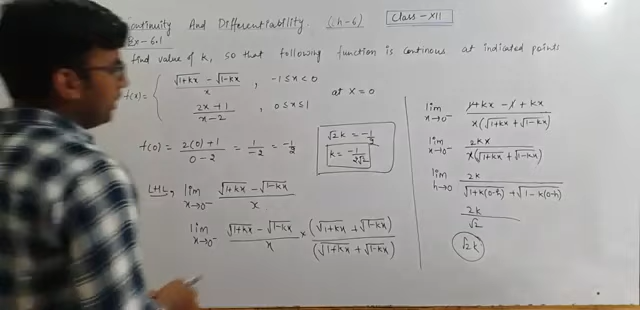 Continuity And Differentiability. (ch-6) Class-XII
Ex-6.1
find value of k, so that following function is continous at indicated points
f(x) = { (√1+kx − √1-kx)/x , -1≤x<0
(2x+1)/(x-2) , 0≤x≤1 at x=0
f(0) = (2(0)+1)/(0-2) = 1/-2 = -1/2
√2k = -1/2
k = -1/2√2
LHL, lim x→0⁻ (√1+kx − √1-kx)/x
lim x→0⁻ (√1+kx − √1-kx)/x × (√1+kx + √1-kx)/(√1+kx + √1-kx)
lim x→0⁻ (1+kx-1+kx)/(x(√1+kx + √1-kx))
lim x→0⁻ 2kx/(x(√1+kx + √1-kx))
lim h→0 2k/(√1+k(0-h) + √1-k(0-h))
2k/√2
√2k